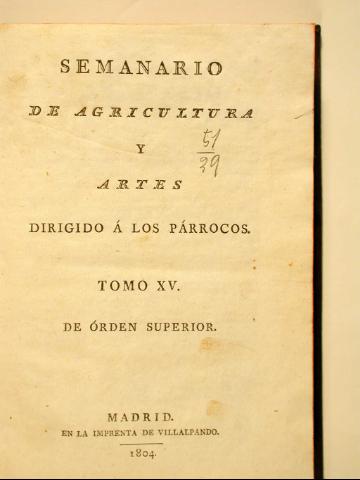 SEMANARIO
DE AGRICULTURA
Y
ARTES
51
29
DIRIGIDO Á LOS PÁRROCOS.
TOMO XV.
DE ÓRDEN SUPERIOR.
MADRID.
EN LA IMPRENTA DE VILLALPANDO.
1804.